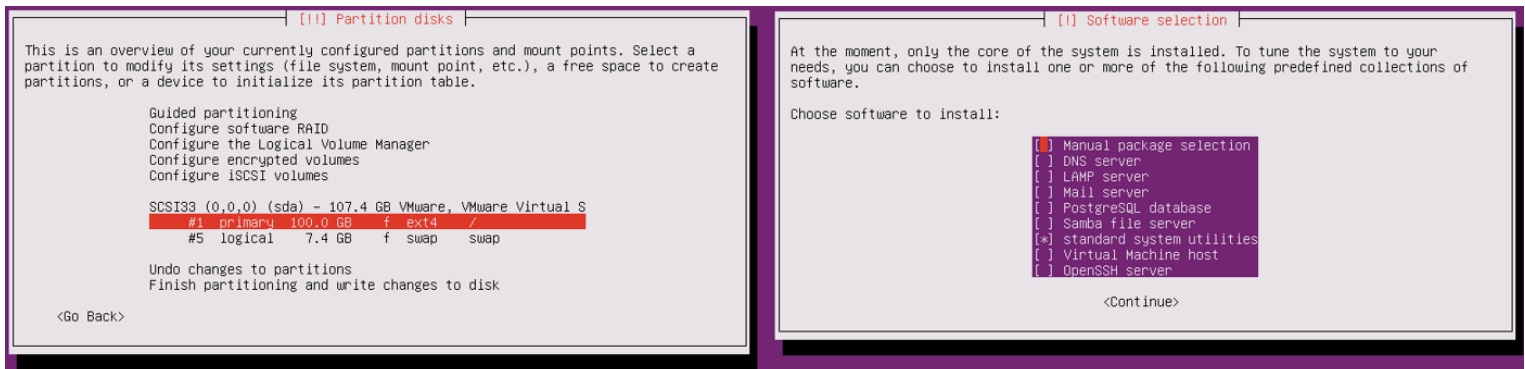 [!!] Partition disks
This is an overview of your currently configured partitions and mount points. Select a
partition to modify its settings (file system, mount point, etc.), a free space to create
partitions, or a device to initialize its partition table.
Guided partitioning
Configure software RAID
Configure the Logical Volume Manager
Configure encrypted volumes
Configure iSCSI volumes
SCSI33 (0,0,0) (sda) - 107.4 GB VMware, VMware Virtual S
#1 primary 100.0 GB f ext4 /
#5 logical 7.4 GB f swap swap
Undo changes to partitions
Finish partitioning and write changes to disk
<Go Back>
[!] Software selection
At the moment, only the core of the system is installed. To tune the system to your
needs, you can choose to install one or more of the following predefined collections of
software.
Choose software to install:
[ ] Manual package selection
[ ] DNS server
[ ] LAMP server
[ ] Mail server
[ ] PostgreSQL database
[ ] Samba file server
[*] standard system utilities
[ ] Virtual Machine host
[ ] OpenSSH server
<Continue>